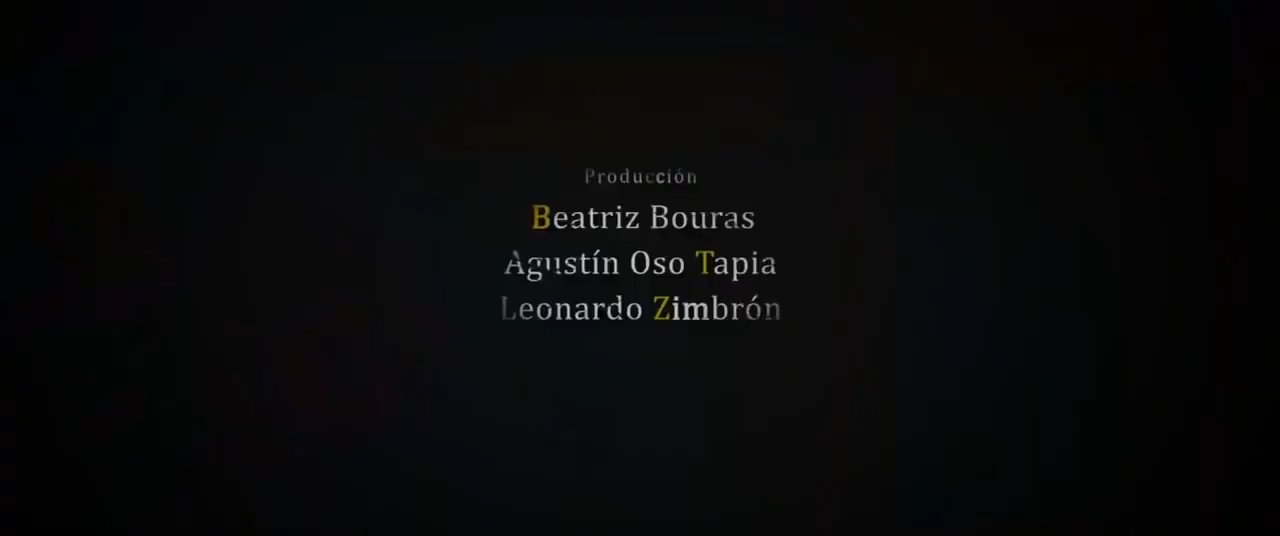 Producción
Beatriz Bouras
Agustín Oso Tapia
Leonardo Zimbrón